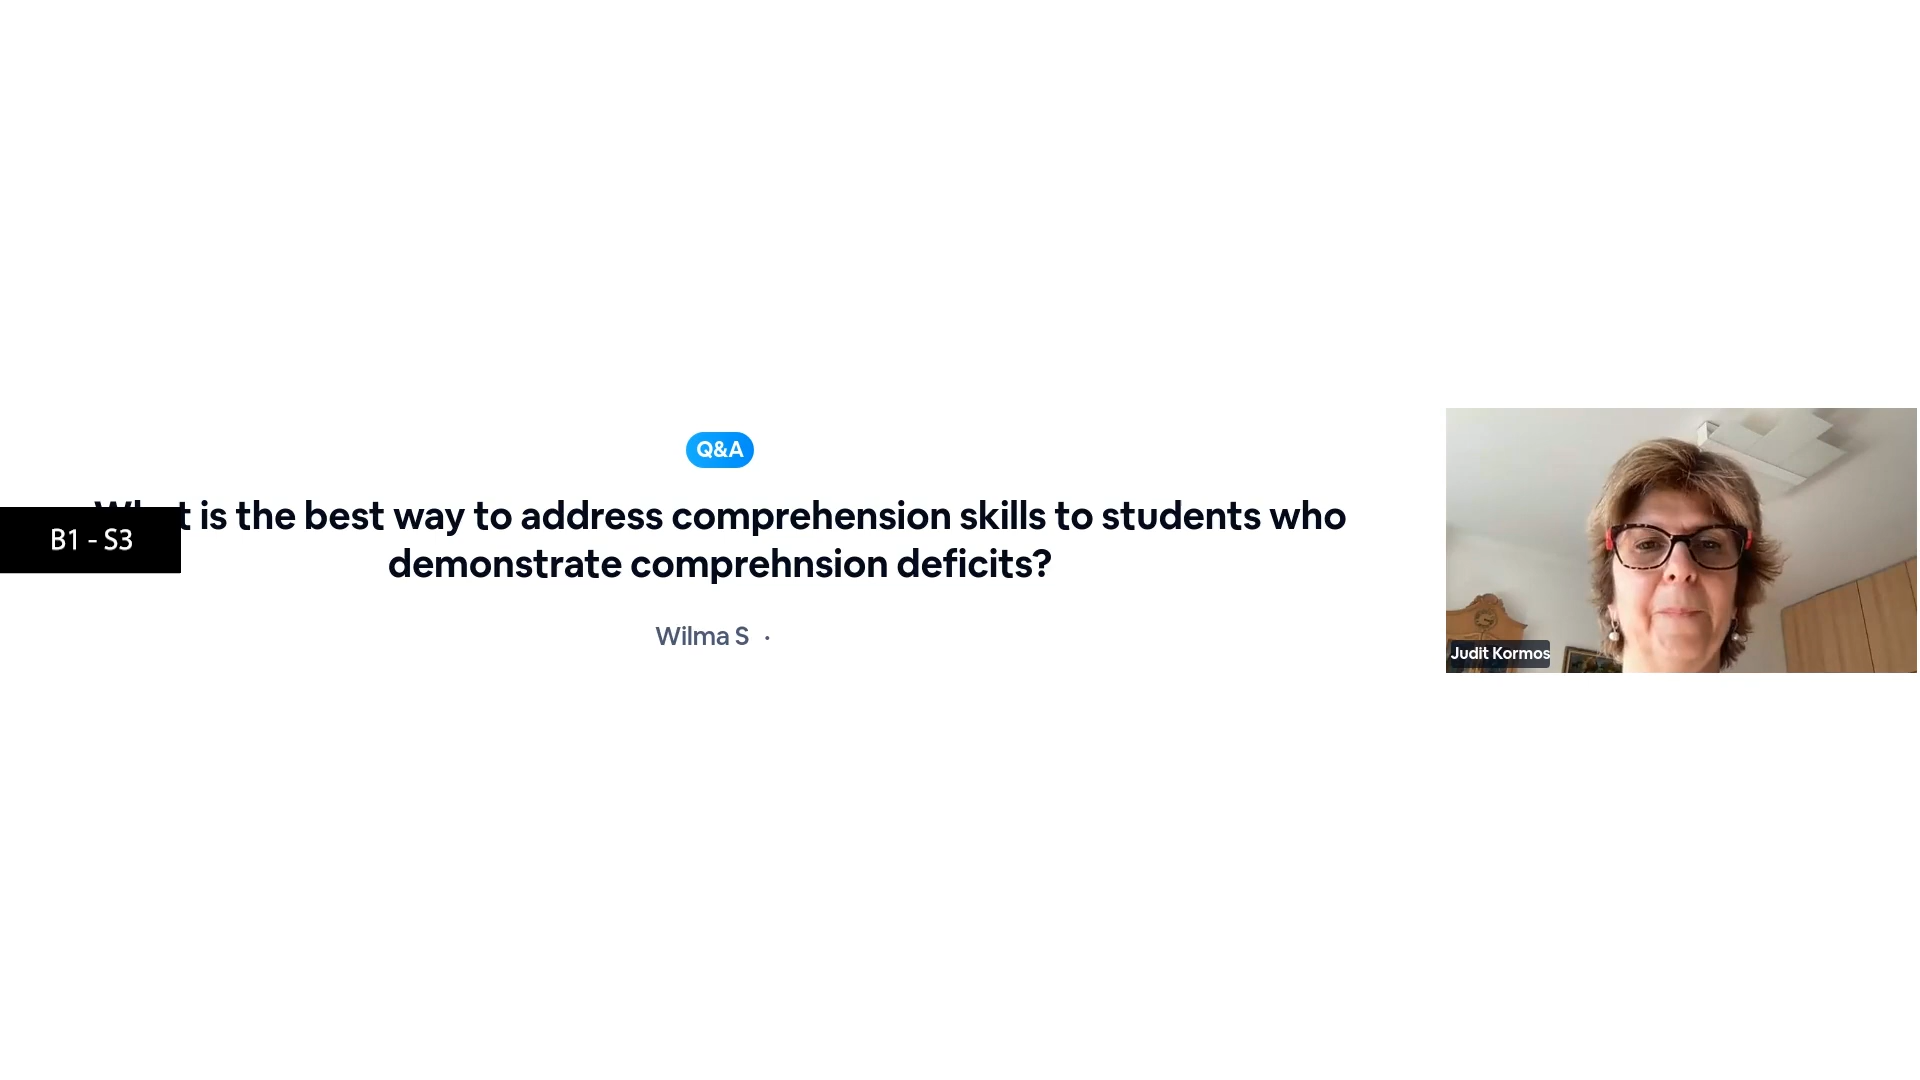 Q&A
is the best way to address comprehension skills to students who
demonstrate comprehnsion deficits?
B1 - S3
Wilma S ·
Judit Kormos